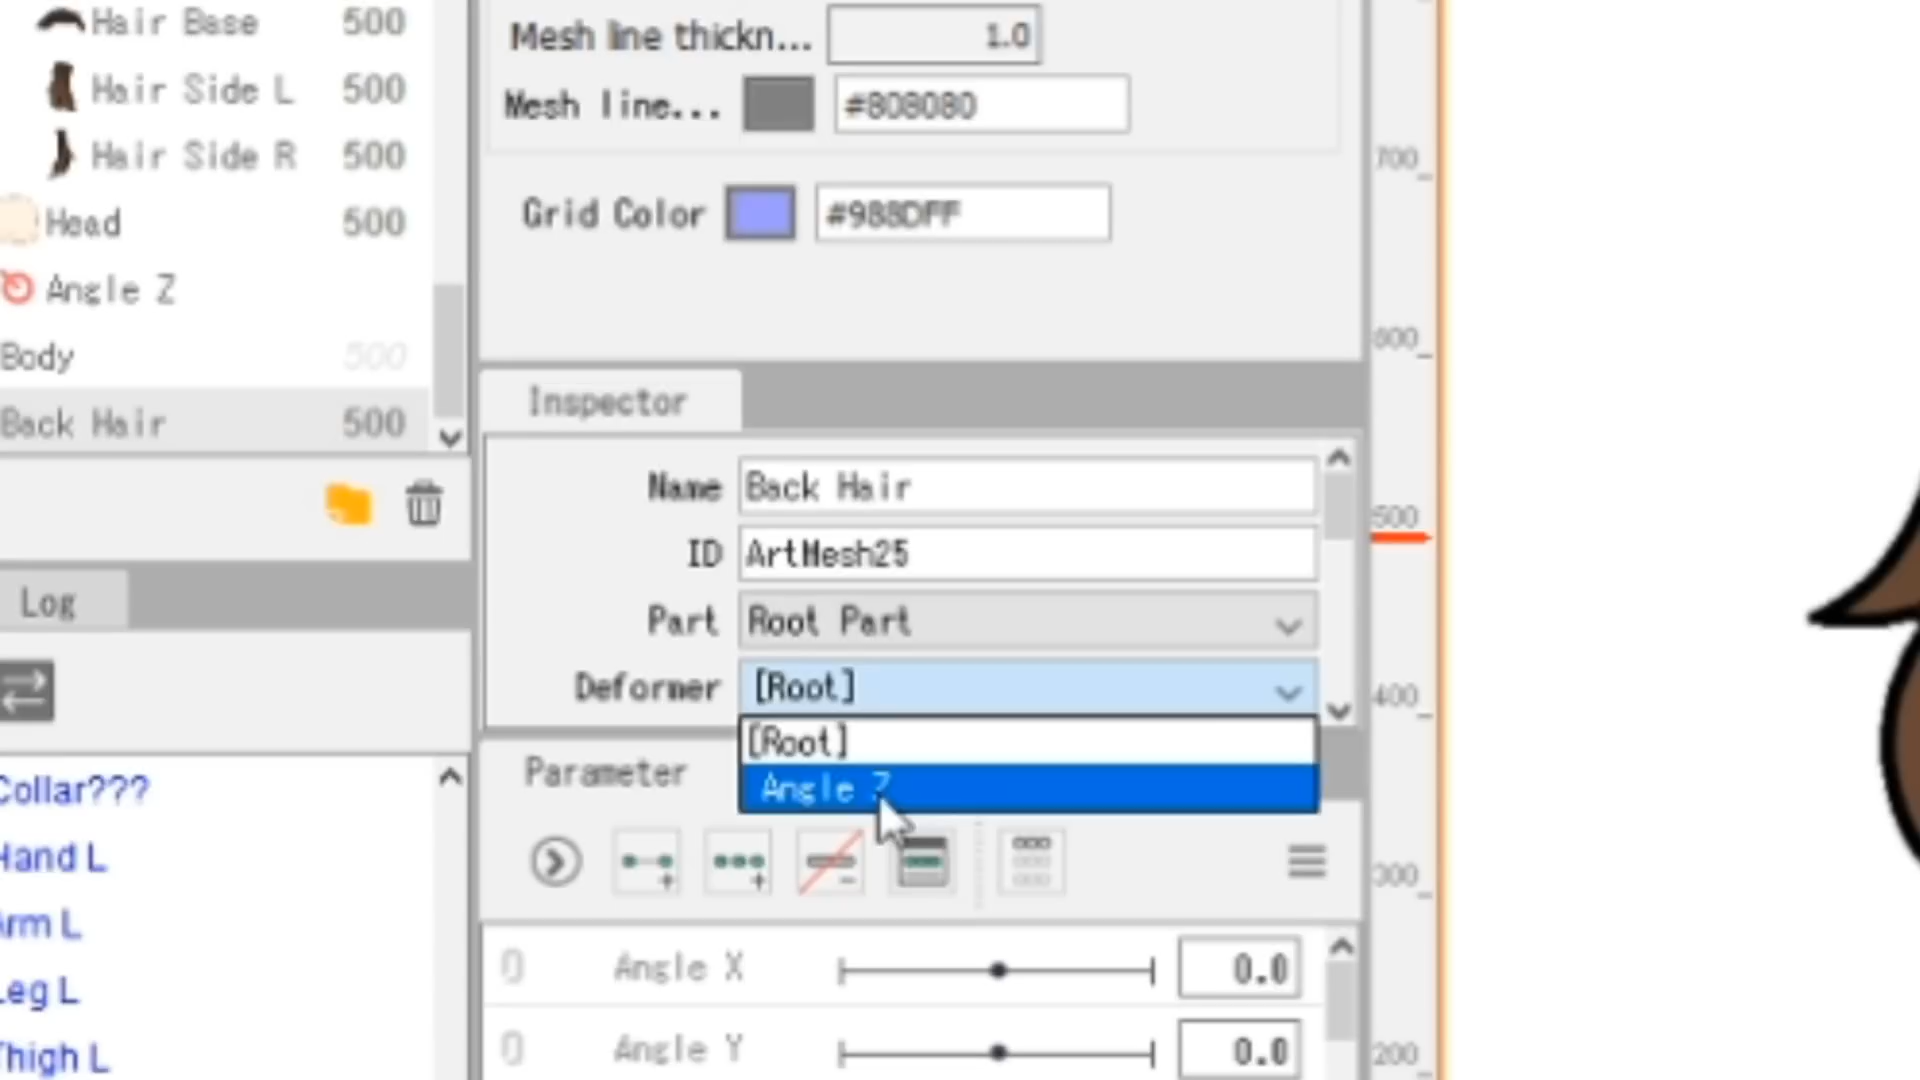 Hair Base 500
Hair Side L 500
Hair Side R 500
Head 500
Angle Z
Body 500
Back Hair 500
Log
Collar???
Hand L
Arm L
Leg L
Thigh L
Mesh line thickn... 1.0
Mesh line... #808080
Grid Color #988DFF
Inspector
Name Back Hair
ID ArtMesh25
Part Root Part
Deformer [Root]
[Root]
Angle Z
Parameter
0 Angle X 0.0
0 Angle Y 0.0
700
600
500
400
300
200